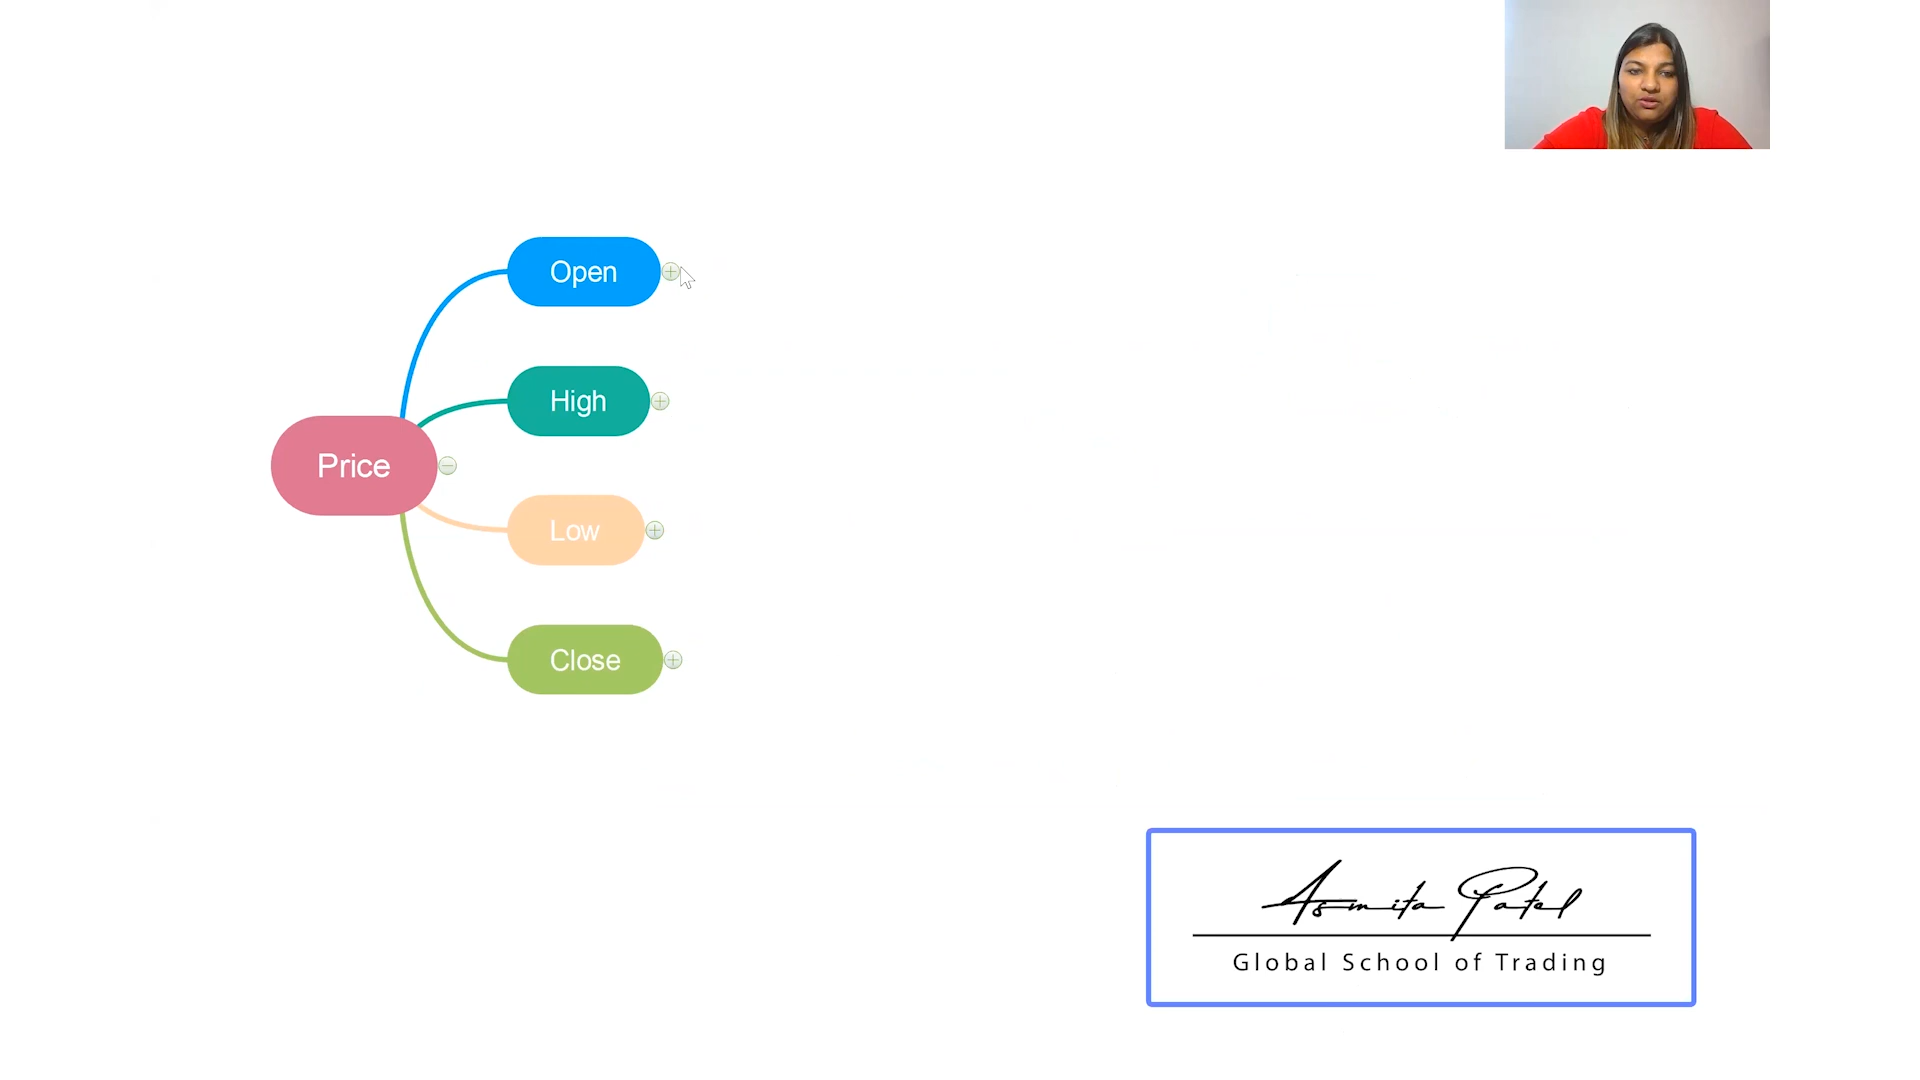 Open
High
Price
Low
Close
Asmita Patel
Global School of Trading